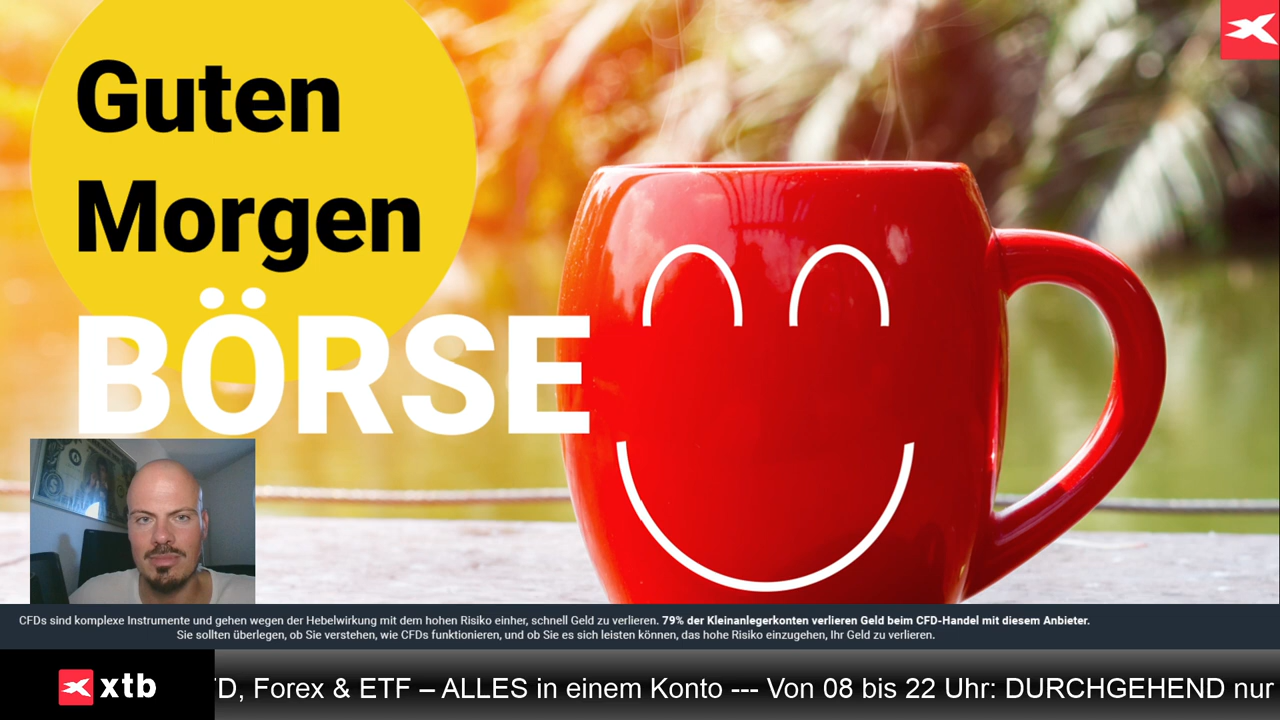 Guten
Morgen
BÖRSE
CFDs sind komplexe Instrumente und gehen wegen der Hebelwirkung mit dem hohen Risiko einher, schnell Geld zu verlieren. 79% der Kleinanlegerkonten verlieren Geld beim CFD-Handel mit diesem Anbieter.
Sie sollten überlegen, ob Sie verstehen, wie CFDs funktionieren, und ob Sie es sich leisten können, das hohe Risiko einzugehen, Ihr Geld zu verlieren.
xtb
D, Forex & ETF – ALLES in einem Konto --- Von 08 bis 22 Uhr: DURCHGEHEND nur